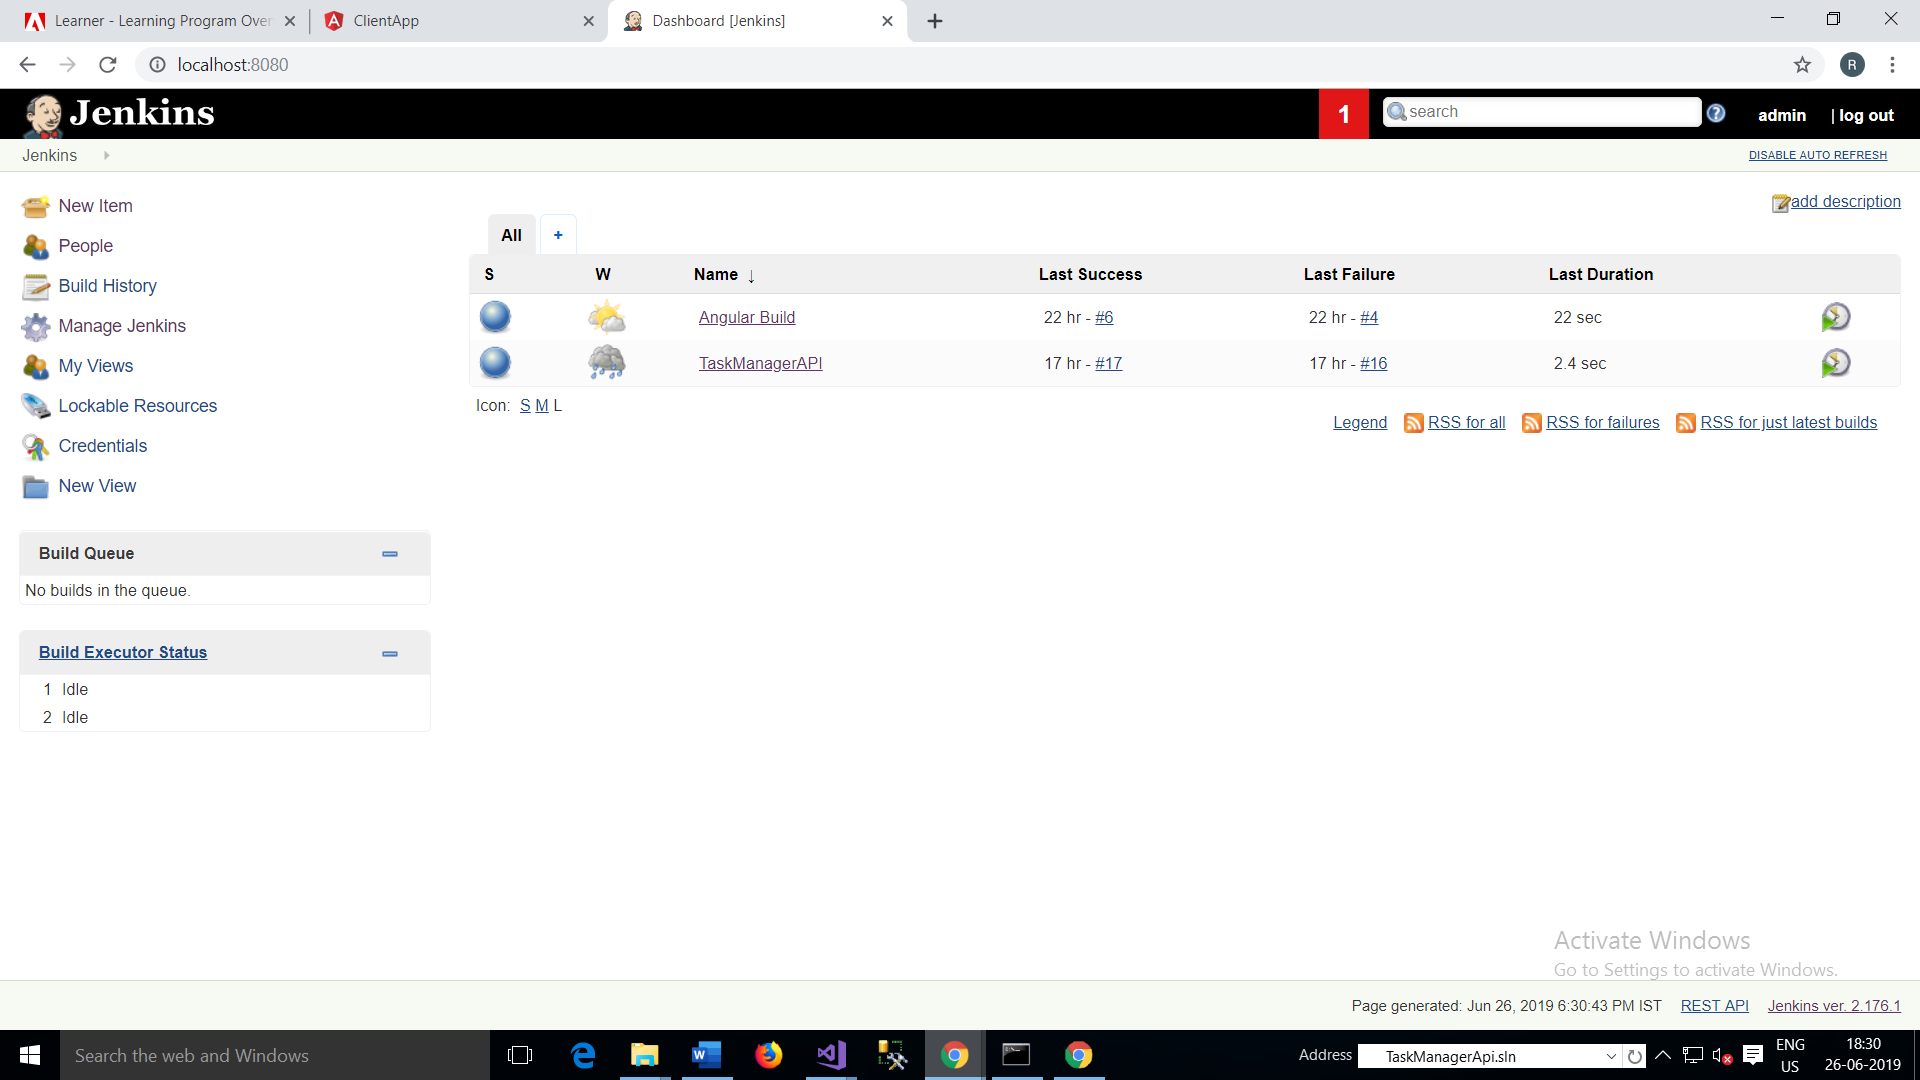 Learner - Learning Program Over
ClientApp
Dashboard [Jenkins]
localhost:8080
R
Jenkins
1
search
admin
| log out
Jenkins
DISABLE AUTO REFRESH
New Item
People
Build History
Manage Jenkins
My Views
Lockable Resources
Credentials
New View
Build Queue
No builds in the queue.
Build Executor Status
1 Idle
2 Idle
add description
All +
S W Name ↓ Last Success Last Failure Last Duration
Angular Build 22 hr - #6 22 hr - #4 22 sec
TaskManagerAPI 17 hr - #17 17 hr - #16 2.4 sec
Icon: S M L
Legend RSS for all RSS for failures RSS for just latest builds
Activate Windows
Go to Settings to activate Windows.
Page generated: Jun 26, 2019 6:30:43 PM IST REST API Jenkins ver. 2.176.1
Search the web and Windows
Address TaskManagerApi.sln
ENG
US
18:30
26-06-2019